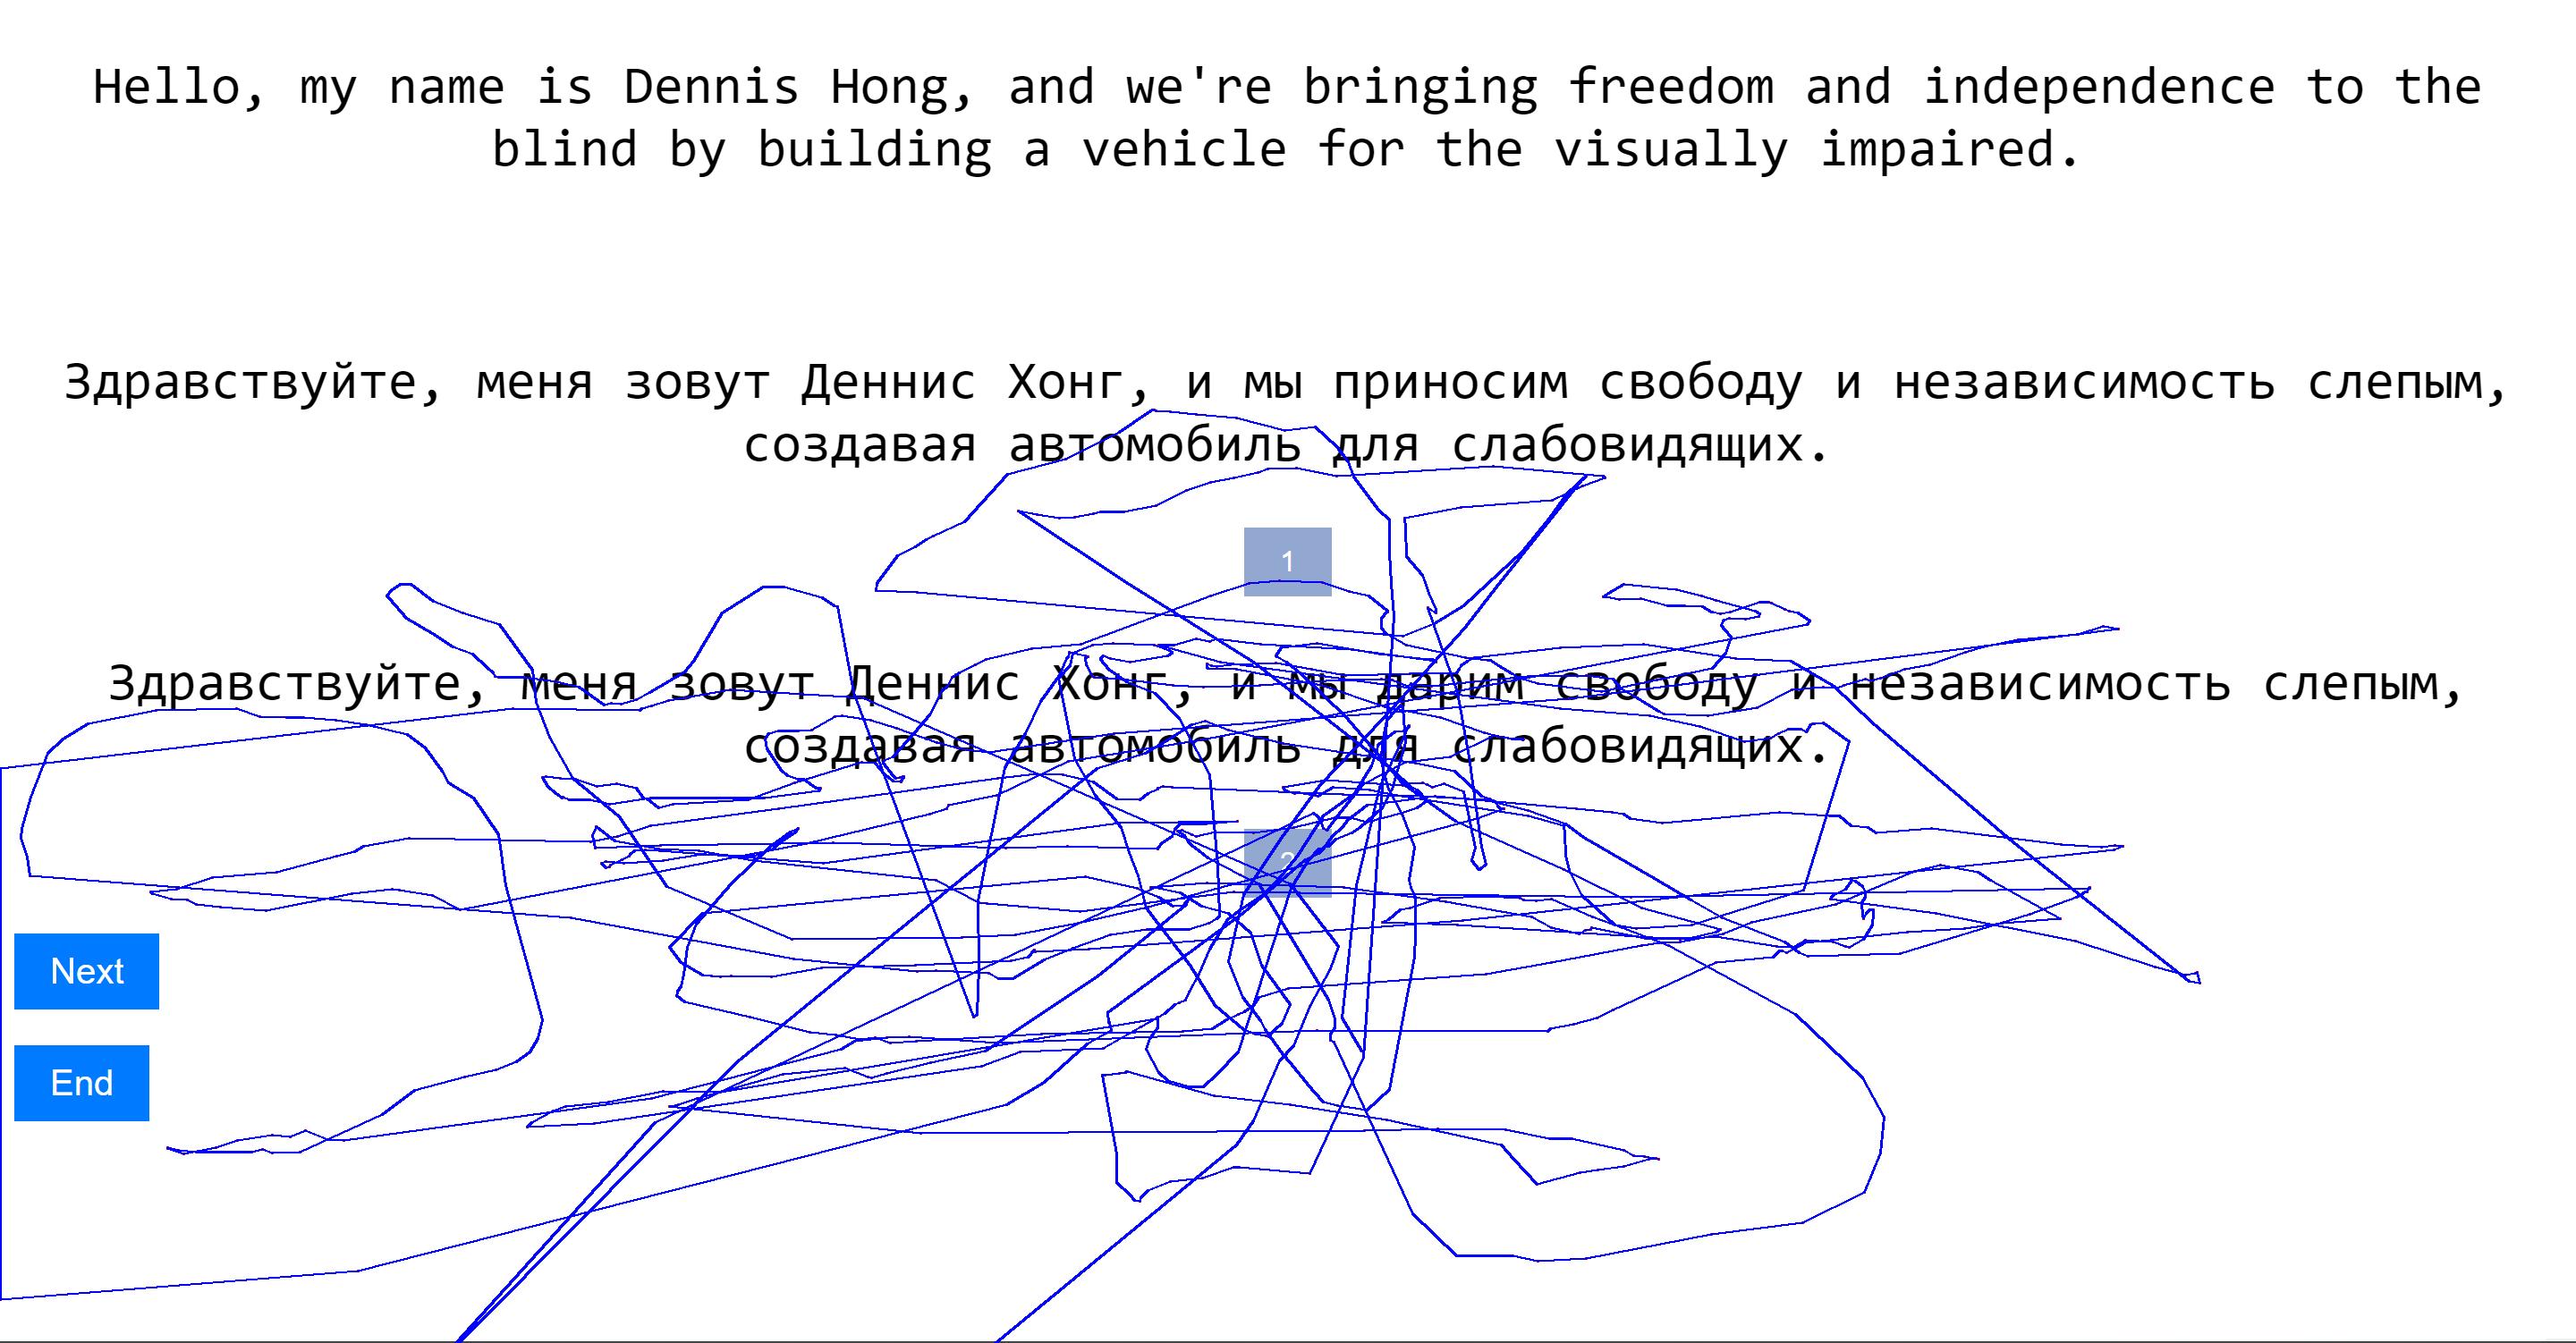 Hello, my name is Dennis Hong, and we're bringing freedom and independence to the
blind by building a vehicle for the visually impaired.
Здравствуйте, меня зовут Деннис Хонг, и мы приносим свободу и независимость слепым,
создавая автомобиль для слабовидящих.
1
Здравствуйте, меня зовут Деннис Хонг, и мы дарим свободу и независимость слепым,
создавая автомобиль для слабовидящих.
2
Next
End